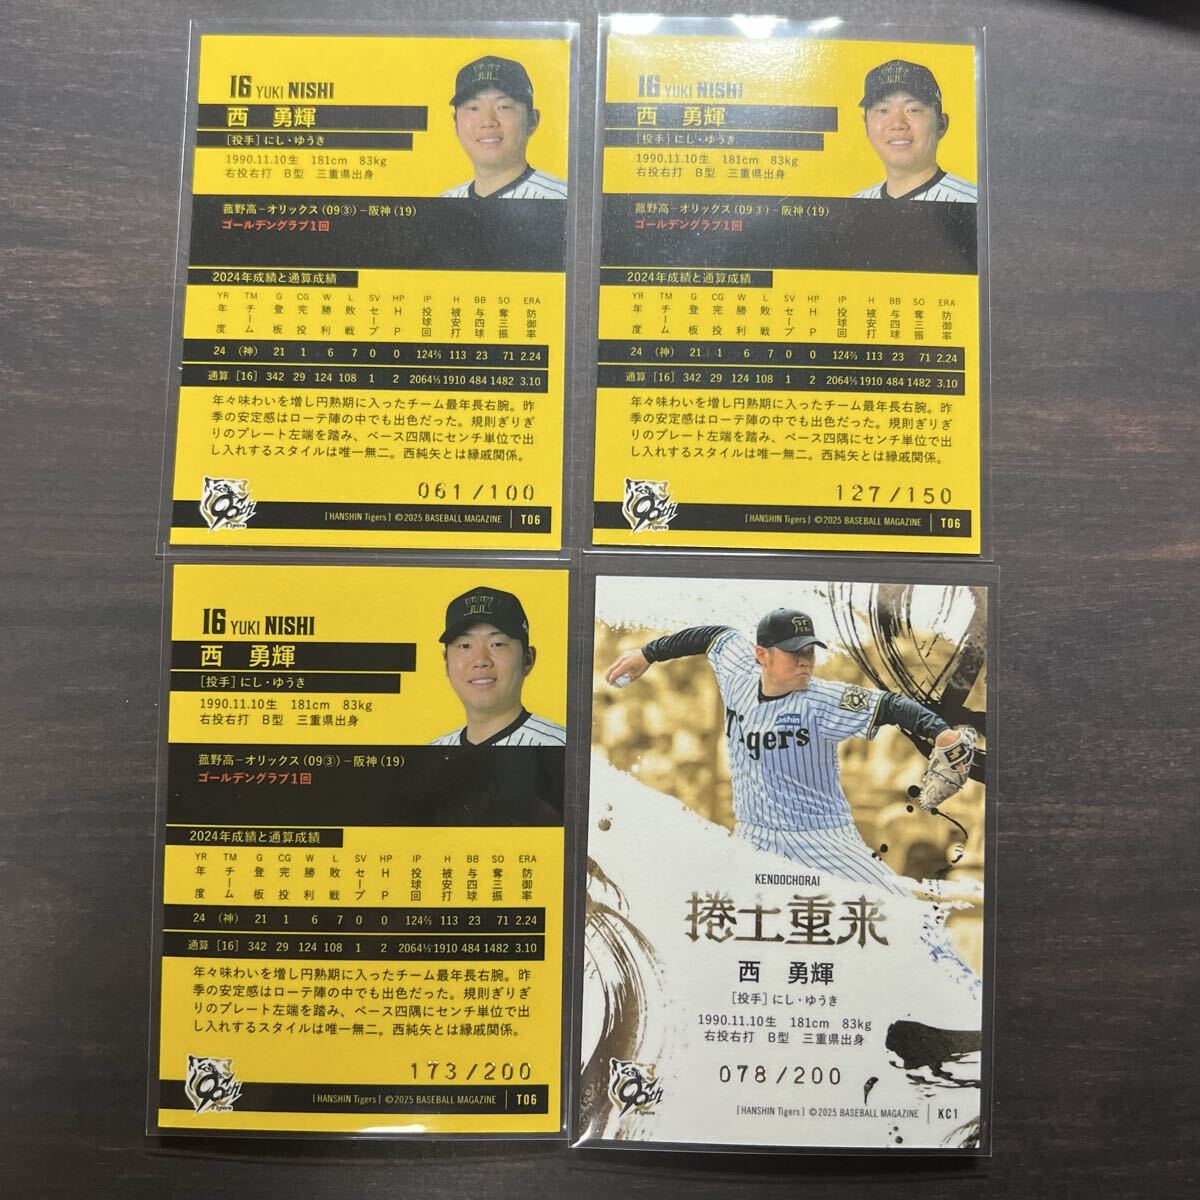 16 YUKI NISHI
西 勇輝
[投手] にし・ゆうき
1990.11.10生 181cm 83kg
右投右打 B型 三重県出身
菰野高-オリックス(09③)-阪神(19)
ゴールデングラブ1回
2024年成績と通算成績
YR TM G CG W L SV HP IP H BB SO ERA
年度 チーム 登板 完投 勝利 敗戦 セーブ HP 投球回 被安打 与四球 奪三振 防御率
24 (神) 21 1 6 7 0 0 124⅔ 113 23 71 2.24
通算 [16] 342 29 124 108 1 2 2064⅓ 1910 484 1482 3.10
年々味わいを増し円熟期に入ったチーム最年長右腕。昨
季の安定感はローテ陣の中でも出色だった。規則ぎりぎ
りのプレート左端を踏み、ベース四隅にセンチ単位で出
し入れするスタイルは唯一無二。西純矢とは縁戚関係。
061/100
90th
Tigers
[HANSHIN Tigers] ©2025 BASEBALL MAGAZINE T06
16 YUKI NISHI
西 勇輝
[投手] にし・ゆうき
1990.11.10生 181cm 83kg
右投右打 B型 三重県出身
菰野高-オリックス(09③)-阪神(19)
ゴールデングラブ1回
2024年成績と通算成績
YR TM G CG W L SV HP IP H BB SO ERA
年度 チーム 登板 完投 勝利 敗戦 セーブ HP 投球回 被安打 与四球 奪三振 防御率
24 (神) 21 1 6 7 0 0 124⅔ 113 23 71 2.24
通算 [16] 342 29 124 108 1 2 2064⅓ 1910 484 1482 3.10
年々味わいを増し円熟期に入ったチーム最年長右腕。昨
季の安定感はローテ陣の中でも出色だった。規則ぎりぎ
りのプレート左端を踏み、ベース四隅にセンチ単位で出
し入れするスタイルは唯一無二。西純矢とは縁戚関係。
127/150
90th
Tigers
[HANSHIN Tigers] ©2025 BASEBALL MAGAZINE T06
16 YUKI NISHI
西 勇輝
[投手] にし・ゆうき
1990.11.10生 181cm 83kg
右投右打 B型 三重県出身
菰野高-オリックス(09③)-阪神(19)
ゴールデングラブ1回
2024年成績と通算成績
YR TM G CG W L SV HP IP H BB SO ERA
年度 チーム 登板 完投 勝利 敗戦 セーブ HP 投球回 被安打 与四球 奪三振 防御率
24 (神) 21 1 6 7 0 0 124⅔ 113 23 71 2.24
通算 [16] 342 29 124 108 1 2 2064⅓ 1910 484 1482 3.10
年々味わいを増し円熟期に入ったチーム最年長右腕。昨
季の安定感はローテ陣の中でも出色だった。規則ぎりぎ
りのプレート左端を踏み、ベース四隅にセンチ単位で出
し入れするスタイルは唯一無二。西純矢とは縁戚関係。
173/200
90th
Tigers
[HANSHIN Tigers] ©2025 BASEBALL MAGAZINE T06
Tigers
KENDOCHORAI
捲土重来
西 勇輝
[投手] にし・ゆうき
1990.11.10生 181cm 83kg
右投右打 B型 三重県出身
078/200
90th
Tigers
[HANSHIN Tigers] ©2025 BASEBALL MAGAZINE KC1